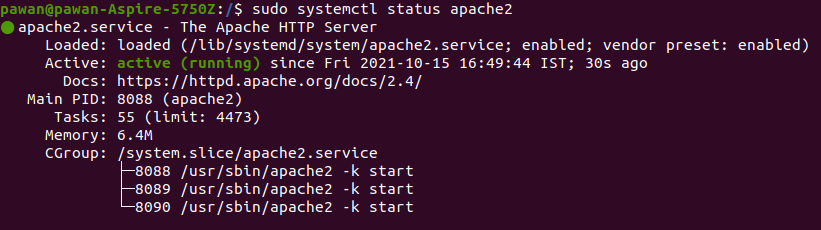 pawan@pawan-Aspire-5750Z:/$ sudo systemctl status apache2
● apache2.service - The Apache HTTP Server
     Loaded: loaded (/lib/systemd/system/apache2.service; enabled; vendor preset: enabled)
     Active: active (running) since Fri 2021-10-15 16:49:44 IST; 30s ago
       Docs: https://httpd.apache.org/docs/2.4/
   Main PID: 8088 (apache2)
      Tasks: 55 (limit: 4473)
     Memory: 6.4M
     CGroup: /system.slice/apache2.service
             ├─8088 /usr/sbin/apache2 -k start
             ├─8089 /usr/sbin/apache2 -k start
             └─8090 /usr/sbin/apache2 -k start